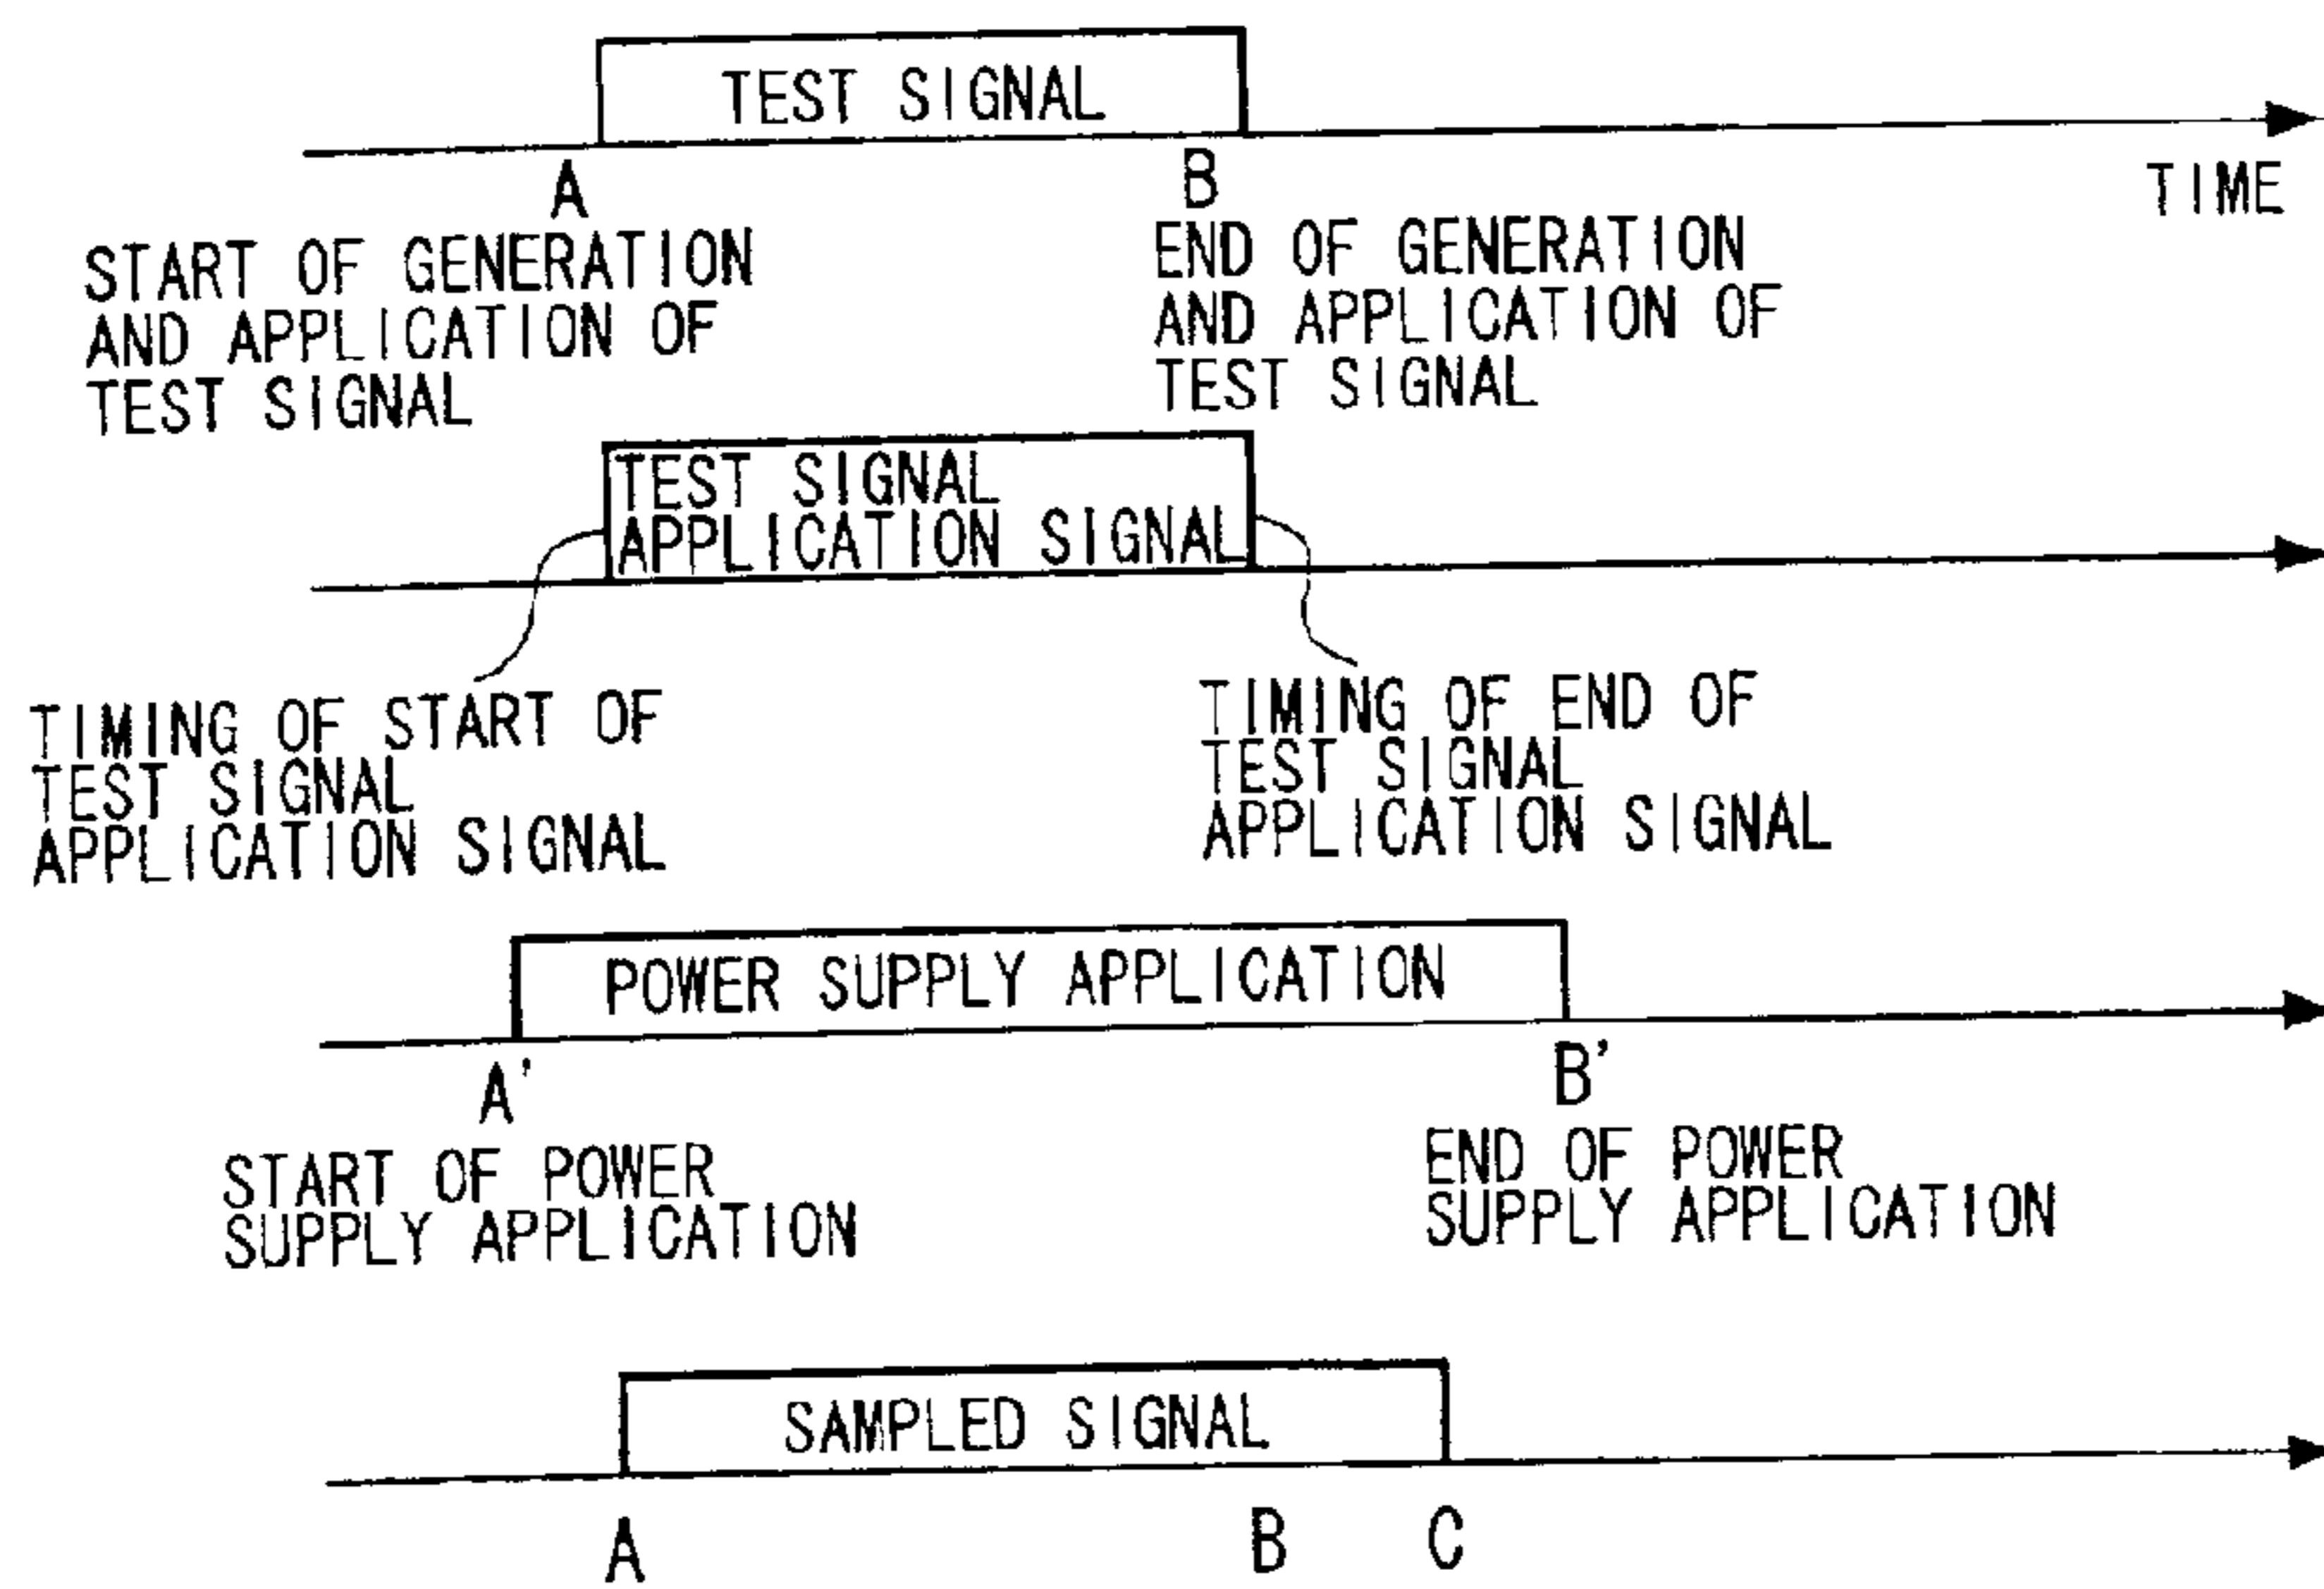 TEST SIGNAL
A
B
TIME
START OF GENERATION
AND APPLICATION OF
TEST SIGNAL
END OF GENERATION
AND APPLICATION OF
TEST SIGNAL
TEST SIGNAL
APPLICATION SIGNAL
TIMING OF START OF
TEST SIGNAL
APPLICATION SIGNAL
TIMING OF END OF
TEST SIGNAL
APPLICATION SIGNAL
POWER SUPPLY APPLICATION
A'
B'
START OF POWER
SUPPLY APPLICATION
END OF POWER
SUPPLY APPLICATION
SAMPLED SIGNAL
A
B
C